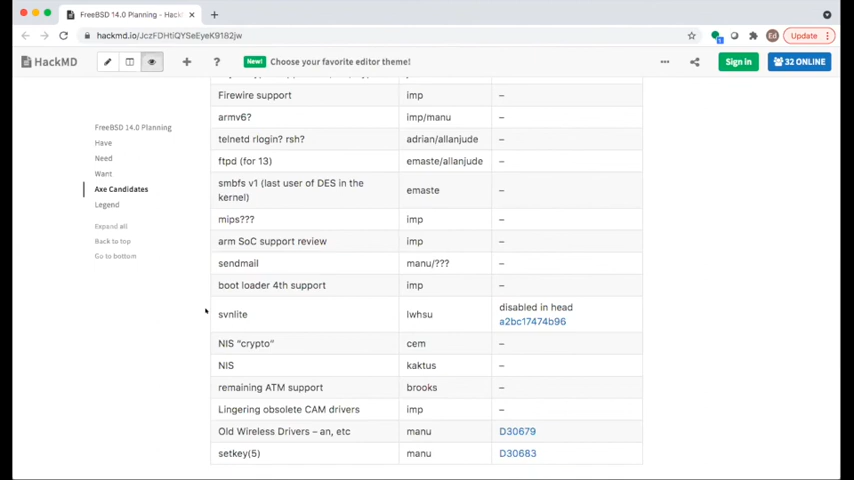 FreeBSD 14.0 Planning - Hack
hackmd.io/JczFDHtiQYSeEyeK9182jw
Ed
Update
HackMD
New! Choose your favorite editor theme!
Sign in
32 ONLINE
FreeBSD 14.0 Planning
Have
Need
Want
Axe Candidates
Legend
Expand all
Back to top
Go to bottom
Firewire support imp –
armv6? imp/manu –
telnetd rlogin? rsh? adrian/allanjude –
ftpd (for 13) emaste/allanjude –
smbfs v1 (last user of DES in the
kernel) emaste –
mips??? imp –
arm SoC support review imp –
sendmail manu/??? –
boot loader 4th support imp –
svnlite lwhsu disabled in head
a2bc17474b96
NIS “crypto” cem –
NIS kaktus –
remaining ATM support brooks –
Lingering obsolete CAM drivers imp –
Old Wireless Drivers – an, etc manu D30679
setkey(5) manu D30683